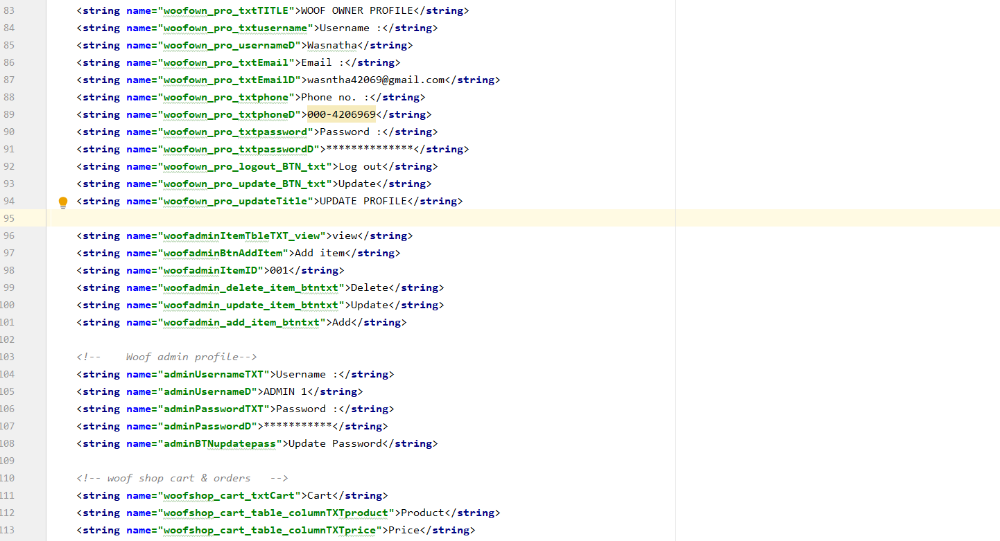 83 <string name="woofown_pro_txtTITLE">WOOF OWNER PROFILE</string>
84 <string name="woofown_pro_txtusername">Username :</string>
85 <string name="woofown_pro_usernameD">Wasnatha</string>
86 <string name="woofown_pro_txtEmail">Email :</string>
87 <string name="woofown_pro_txtEmailD">wasntha42069@gmail.com</string>
88 <string name="woofown_pro_txtphone">Phone no. :</string>
89 <string name="woofown_pro_txtphoneD">000-4206969</string>
90 <string name="woofown_pro_txtpassword">Password :</string>
91 <string name="woofown_pro_txtpasswordD">**************</string>
92 <string name="woofown_pro_logout_BTN_txt">Log out</string>
93 <string name="woofown_pro_update_BTN_txt">Update</string>
94 <string name="woofown_pro_updateTitle">UPDATE PROFILE</string>
95
96 <string name="woofadminItemTbleTXT_view">view</string>
97 <string name="woofadminBtnAddItem">Add item</string>
98 <string name="woofadminItemID">001</string>
99 <string name="woofadmin_delete_item_btntxt">Delete</string>
100 <string name="woofadmin_update_item_btntxt">Update</string>
101 <string name="woofadmin_add_item_btntxt">Add</string>
102
103 <!--    Woof admin profile-->
104 <string name="adminUsernameTXT">Username :</string>
105 <string name="adminUsernameD">ADMIN 1</string>
106 <string name="adminPasswordTXT">Password :</string>
107 <string name="adminPasswordD">***********</string>
108 <string name="adminBTNupdatepass">Update Password</string>
109
110 <!-- woof shop cart & orders   -->
111 <string name="woofshop_cart_txtCart">Cart</string>
112 <string name="woofshop_cart_table_columnTXTproduct">Product</string>
113 <string name="woofshop_cart_table_columnTXTprice">Price</string>